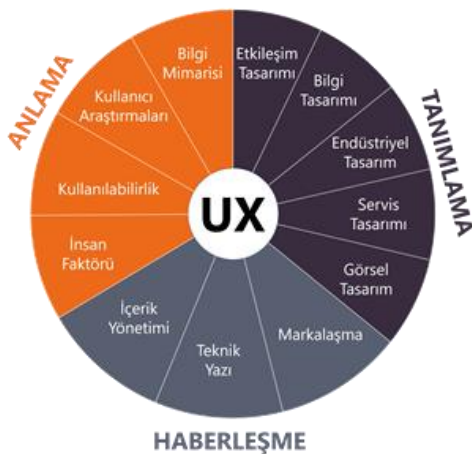 ANLAMA
Bilgi
Mimarisi
Kullanıcı
Araştırmaları
Kullanılabilirlik
İnsan
Faktörü
UX
TANIMLAMA
Etkileşim
Tasarımı
Bilgi
Tasarımı
Endüstriyel
Tasarım
Servis
Tasarımı
Görsel
Tasarım
İçerik
Yönetimi
Teknik
Yazı
Markalaşma
HABERLEŞME